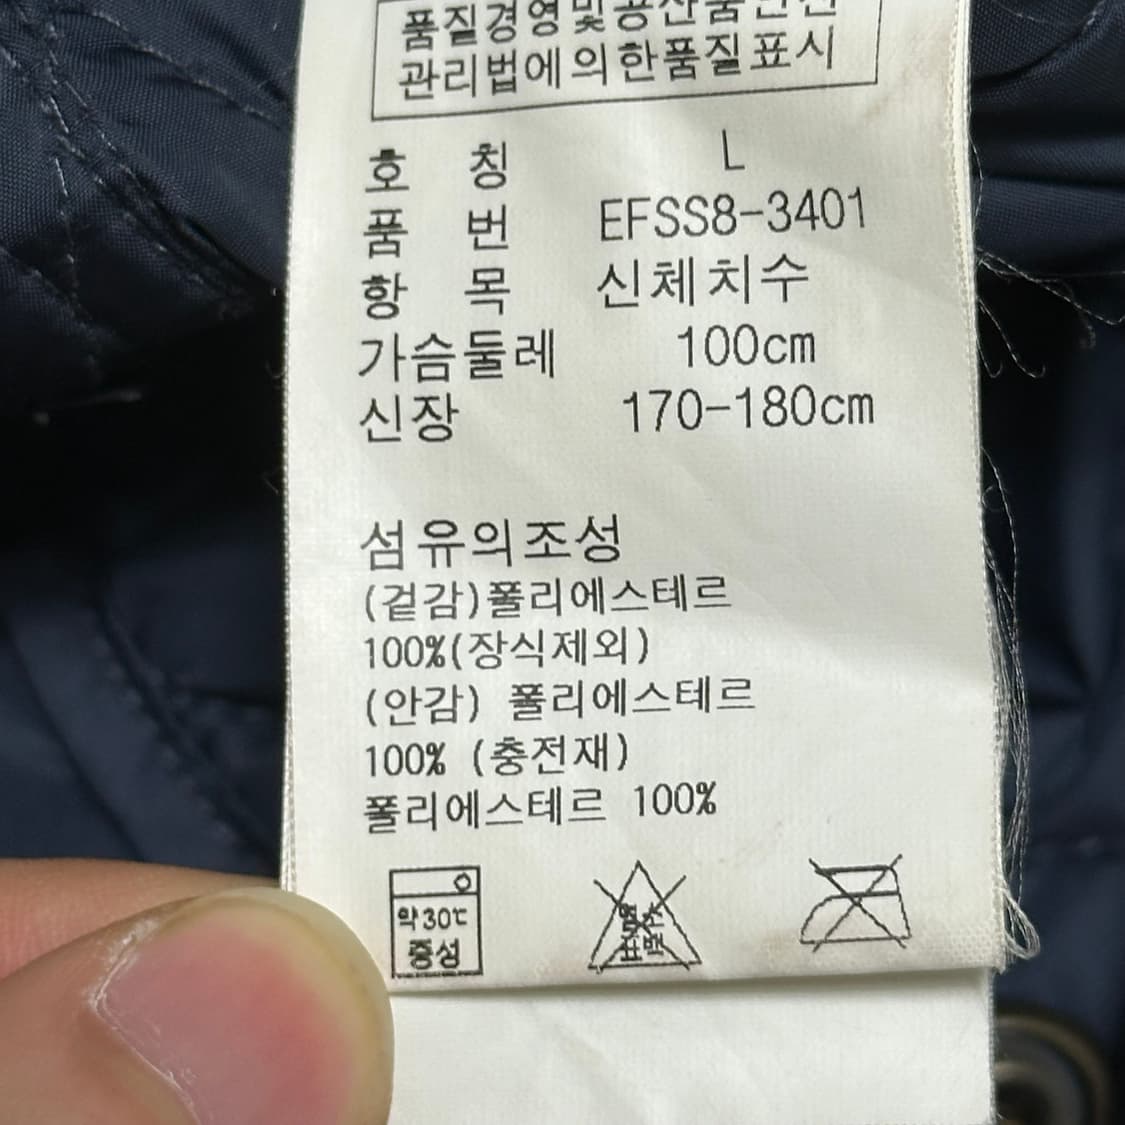 품질경영및공산품안전
관리법에의한품질표시
호 칭 L
품 번 EFSS8-3401
항 목 신체치수
가슴둘레 100cm
신장 170-180cm
섬유의조성
(겉감)폴리에스테르
100%(장식제외)
(안감) 폴리에스테르
100% (충전재)
폴리에스테르 100%
약30℃
중성
염소
표백